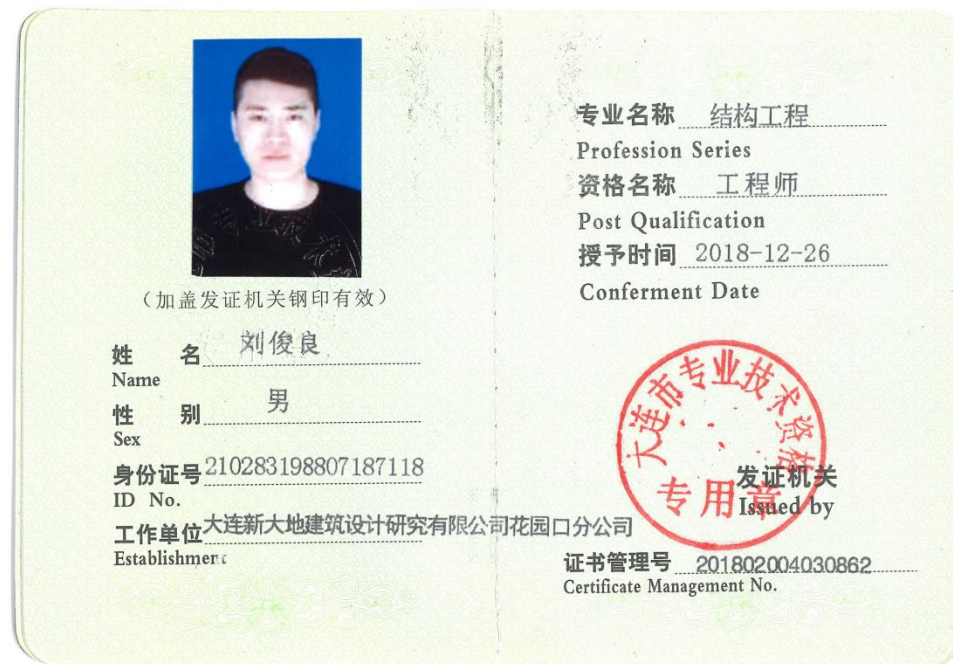 （加盖发证机关钢印有效）
姓 名 刘俊良
Name
性 别 男
Sex
身份证号 210283198807187118
ID No.
工作单位 大连新大地建筑设计研究有限公司花园口分公司
Establishment
专业名称 结构工程
Profession Series
资格名称 工程师
Post Qualification
授予时间 2018-12-26
Conferment Date
大连市专业技术资格
专用章
发证机关
Issued by
证书管理号 201802004030862
Certificate Management No.